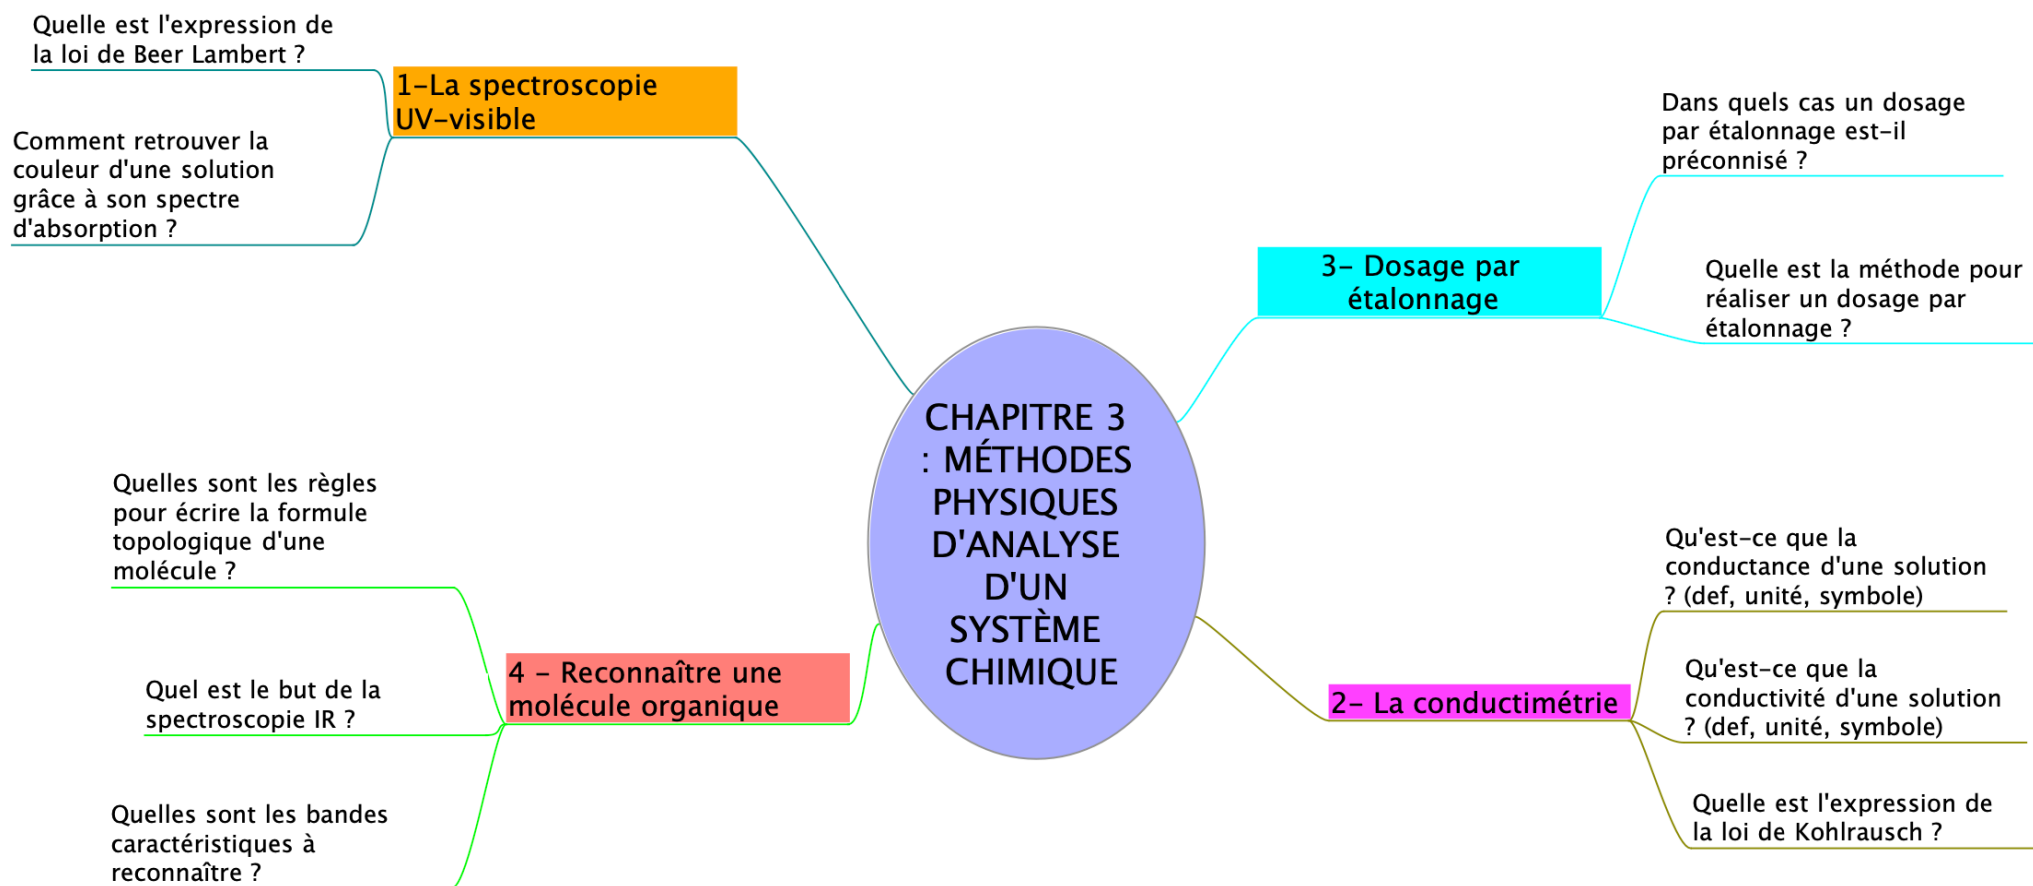 Quelle est l'expression de
la loi de Beer Lambert ?
1-La spectroscopie
UV-visible
Comment retrouver la
couleur d'une solution
grâce à son spectre
d'absorption ?
Dans quels cas un dosage
par étalonnage est-il
préconnisé ?
3- Dosage par
étalonnage
Quelle est la méthode pour
réaliser un dosage par
étalonnage ?
CHAPITRE 3
: MÉTHODES
PHYSIQUES
D'ANALYSE
D'UN
SYSTÈME
CHIMIQUE
Quelles sont les règles
pour écrire la formule
topologique d'une
molécule ?
4 - Reconnaître une
molécule organique
Quel est le but de la
spectroscopie IR ?
Quelles sont les bandes
caractéristiques à
reconnaître ?
Qu'est-ce que la
conductance d'une solution
? (def, unité, symbole)
2- La conductimétrie
Qu'est-ce que la
conductivité d'une solution
? (def, unité, symbole)
Quelle est l'expression de
la loi de Kohlrausch ?